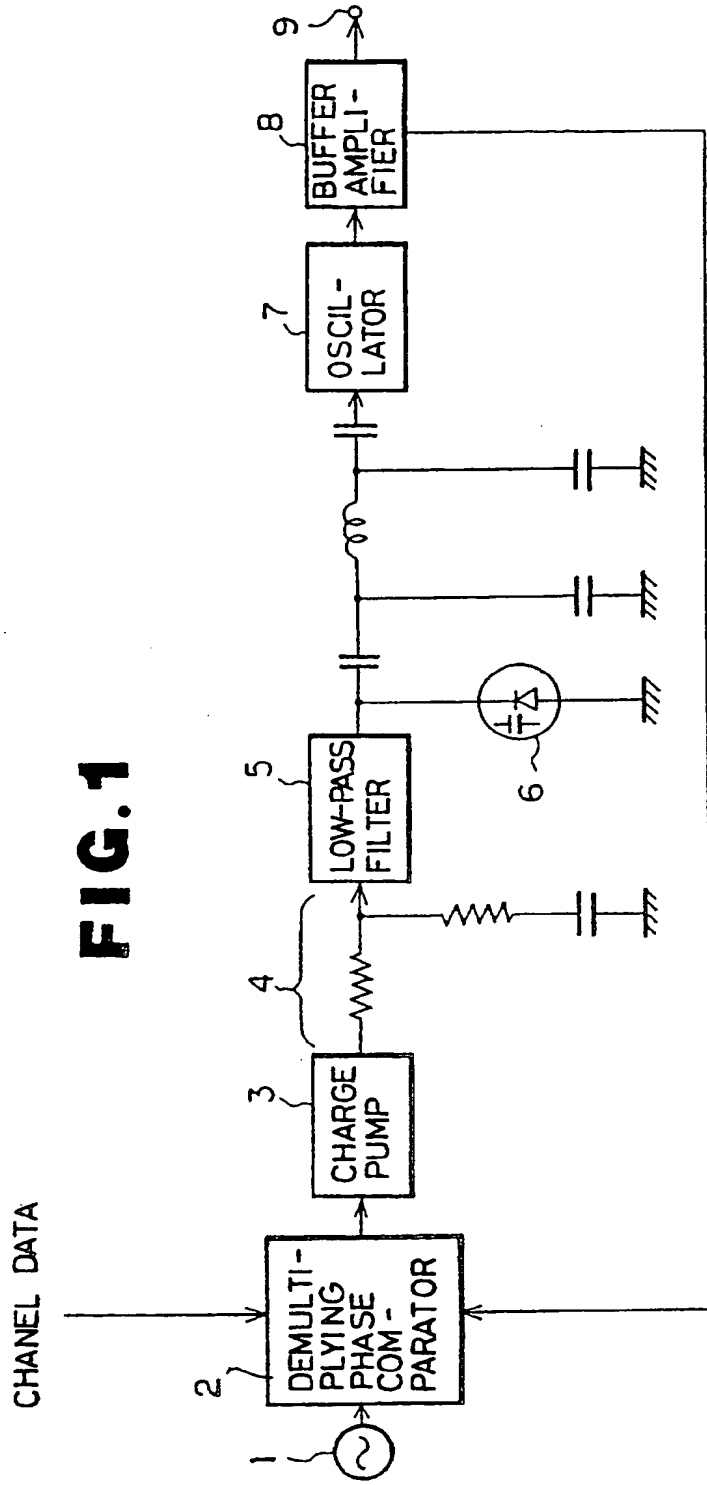 FIG.1
CHANEL DATA
1
2
DEMULTI-
PLYING
PHASE
COM-
PARATOR
3
CHARGE
PUMP
4
5
LOW-PASS
FILTER
6
7
OSCIL-
LATOR
8
BUFFER
AMPLI-
FIER
9